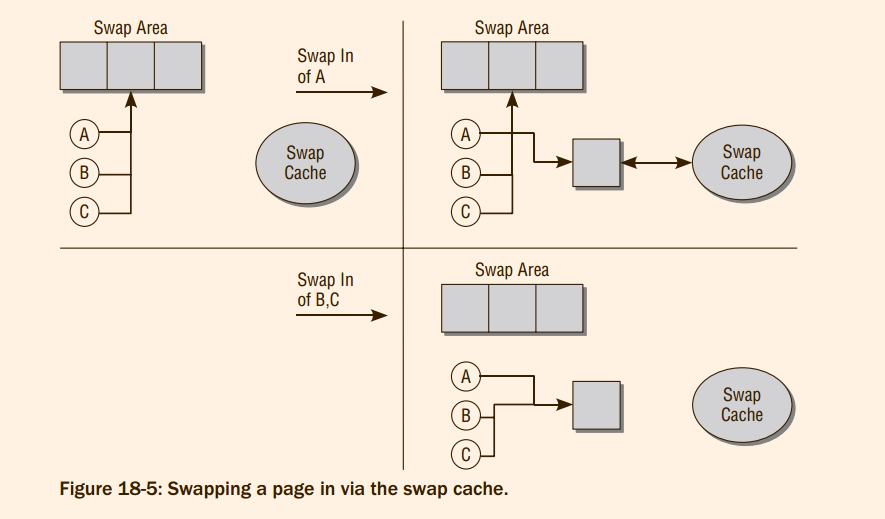 Swap Area
A
B
C
Swap
Cache
Swap In
of A
Swap Area
A
B
C
Swap
Cache
Swap In
of B,C
Swap Area
A
B
C
Swap
Cache
Figure 18-5: Swapping a page in via the swap cache.